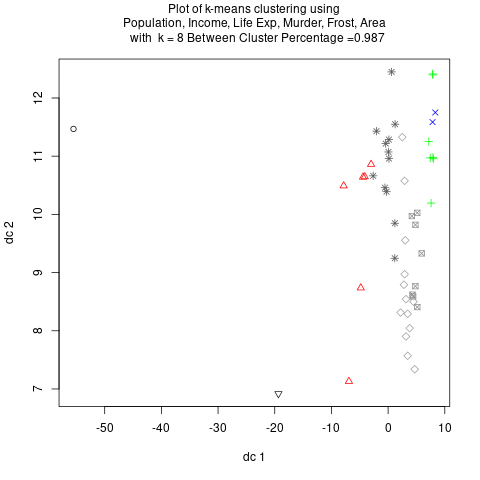 Plot of k-means clustering using
Population, Income, Life Exp, Murder, Frost, Area
with k = 8 Between Cluster Percentage =0.987
12
11
10
9
8
7
dc 2
-50
-40
-30
-20
-10
0
10
dc 1